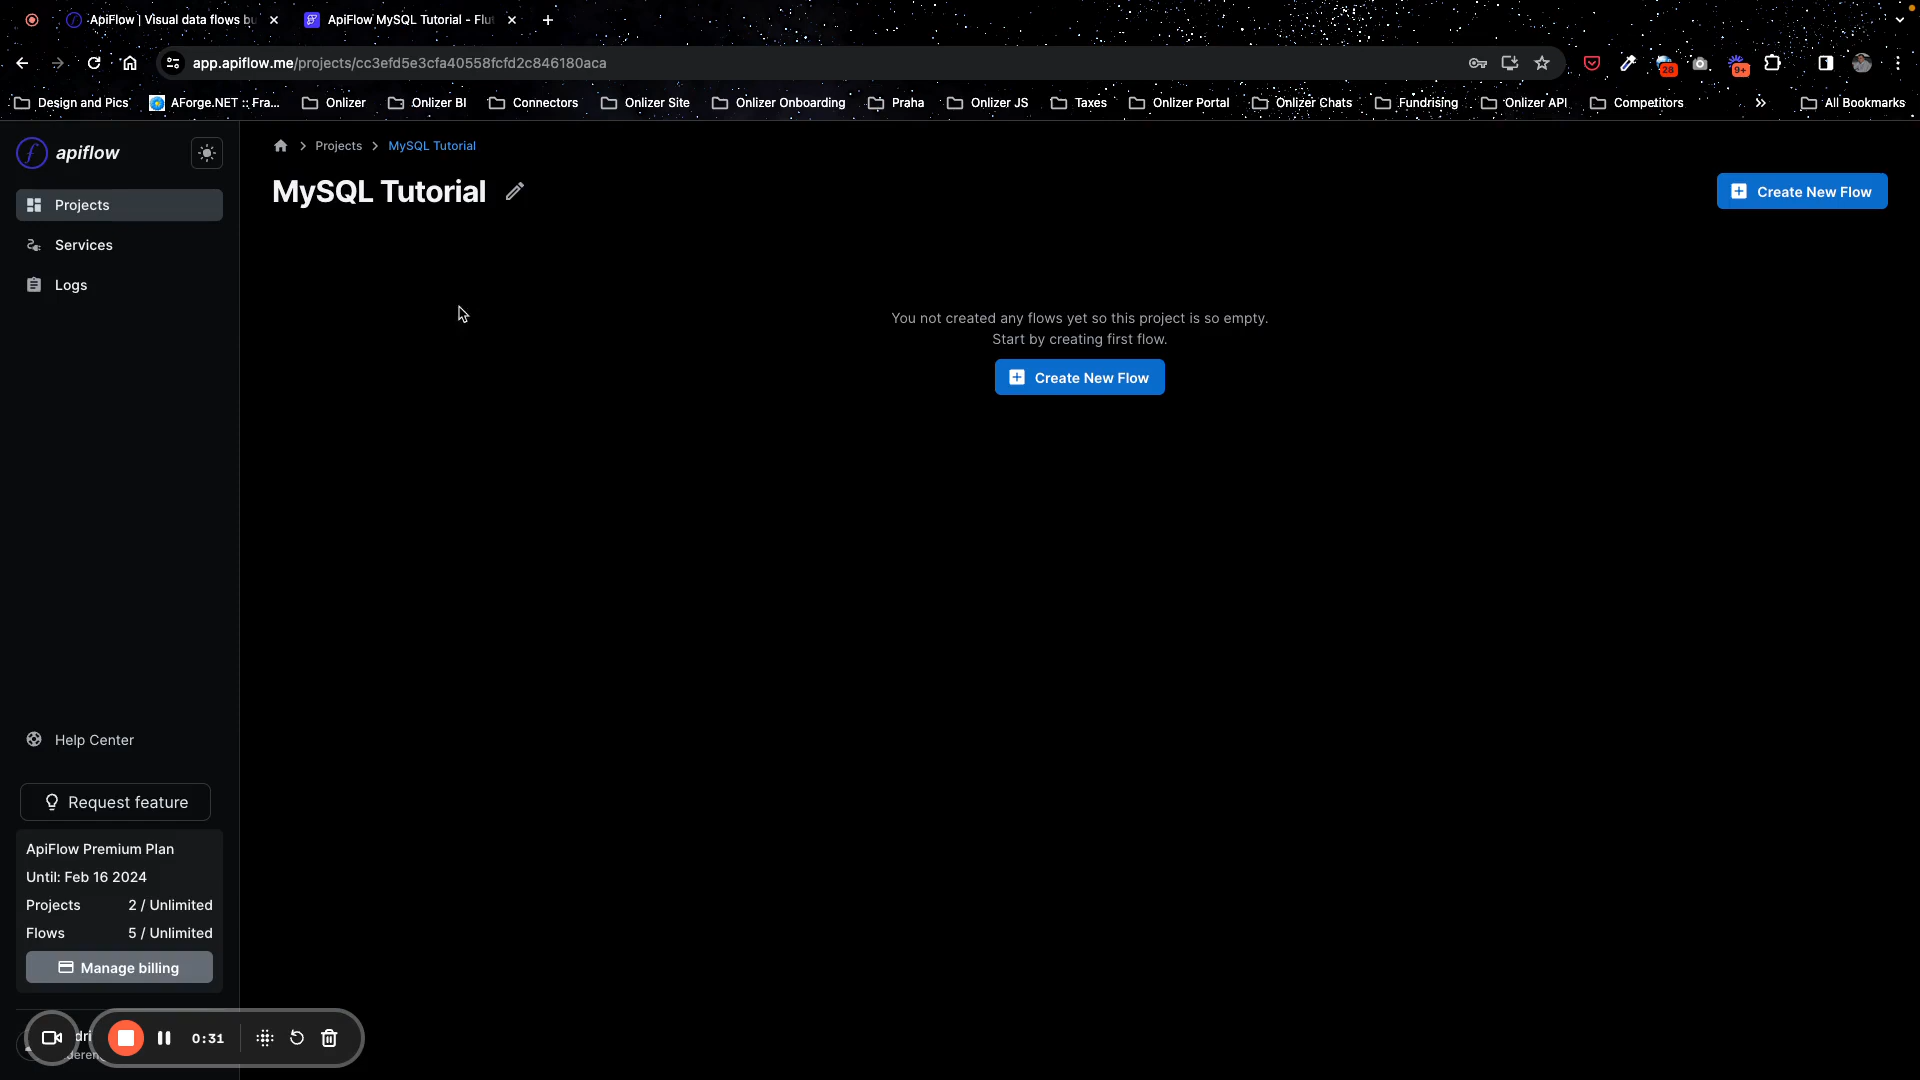 ApiFlow | Visual data flows bu
ApiFlow MySQL Tutorial - Flut
app.apiflow.me/projects/cc3efd5e3cfa40558fcfd2c846180aca
28
9+
Design and Pics
AForge.NET :: Fra...
Onlizer
Onlizer BI
Connectors
Onlizer Site
Onlizer Onboarding
Praha
Onlizer JS
Taxes
Onlizer Portal
Onlizer Chats
Fundrising
Onlizer API
Competitors
All Bookmarks
apiflow
Projects
Services
Logs
Projects
MySQL Tutorial
MySQL Tutorial
Create New Flow
You not created any flows yet so this project is so empty.
Start by creating first flow.
Create New Flow
Help Center
Request feature
ApiFlow Premium Plan
Until: Feb 16 2024
Projects 2 / Unlimited
Flows 5 / Unlimited
Manage billing
0:31